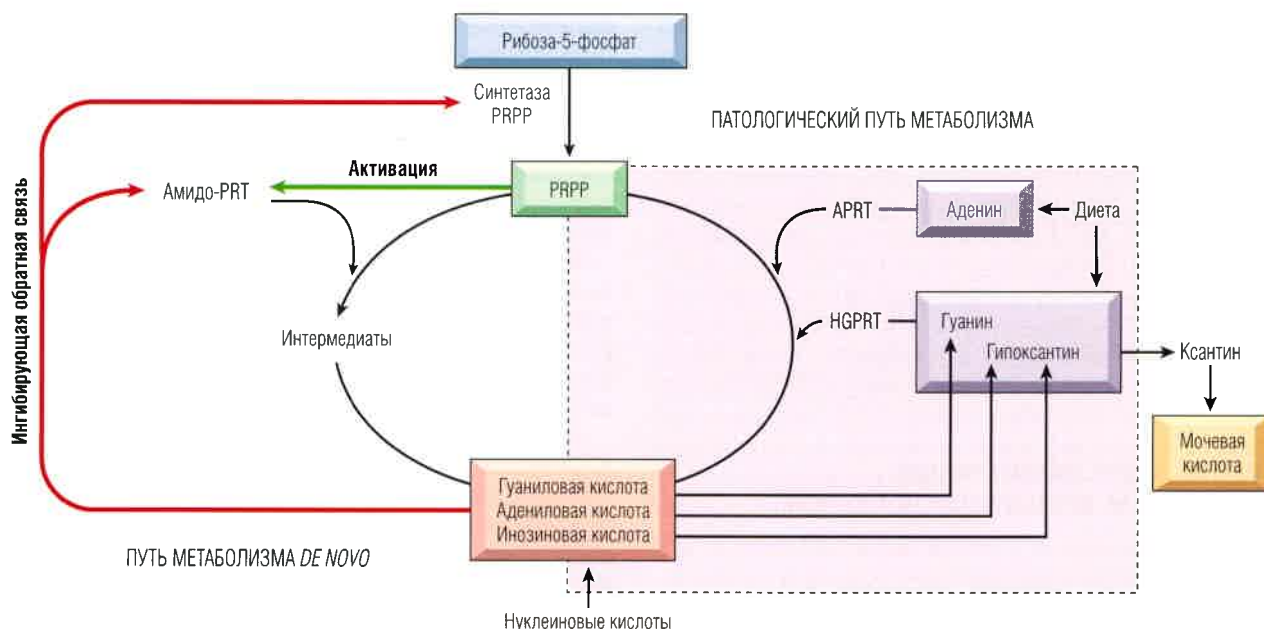 Рибоза-5-фосфат
Синтетаза
PRPP
ПАТОЛОГИЧЕСКИЙ ПУТЬ МЕТАБОЛИЗМА
Активация
Амидо-PRT
PRPP
APRT
Аденин
Диета
Ингибирующая обратная связь
Интермедиаты
HGPRT
Гуанин
Гипоксантин
Ксантин
Мочевая
кислота
Гуаниловая кислота
Адениловая кислота
Инозиновая кислота
ПУТЬ МЕТАБОЛИЗМА DE NOVO
Нуклеиновые кислоты